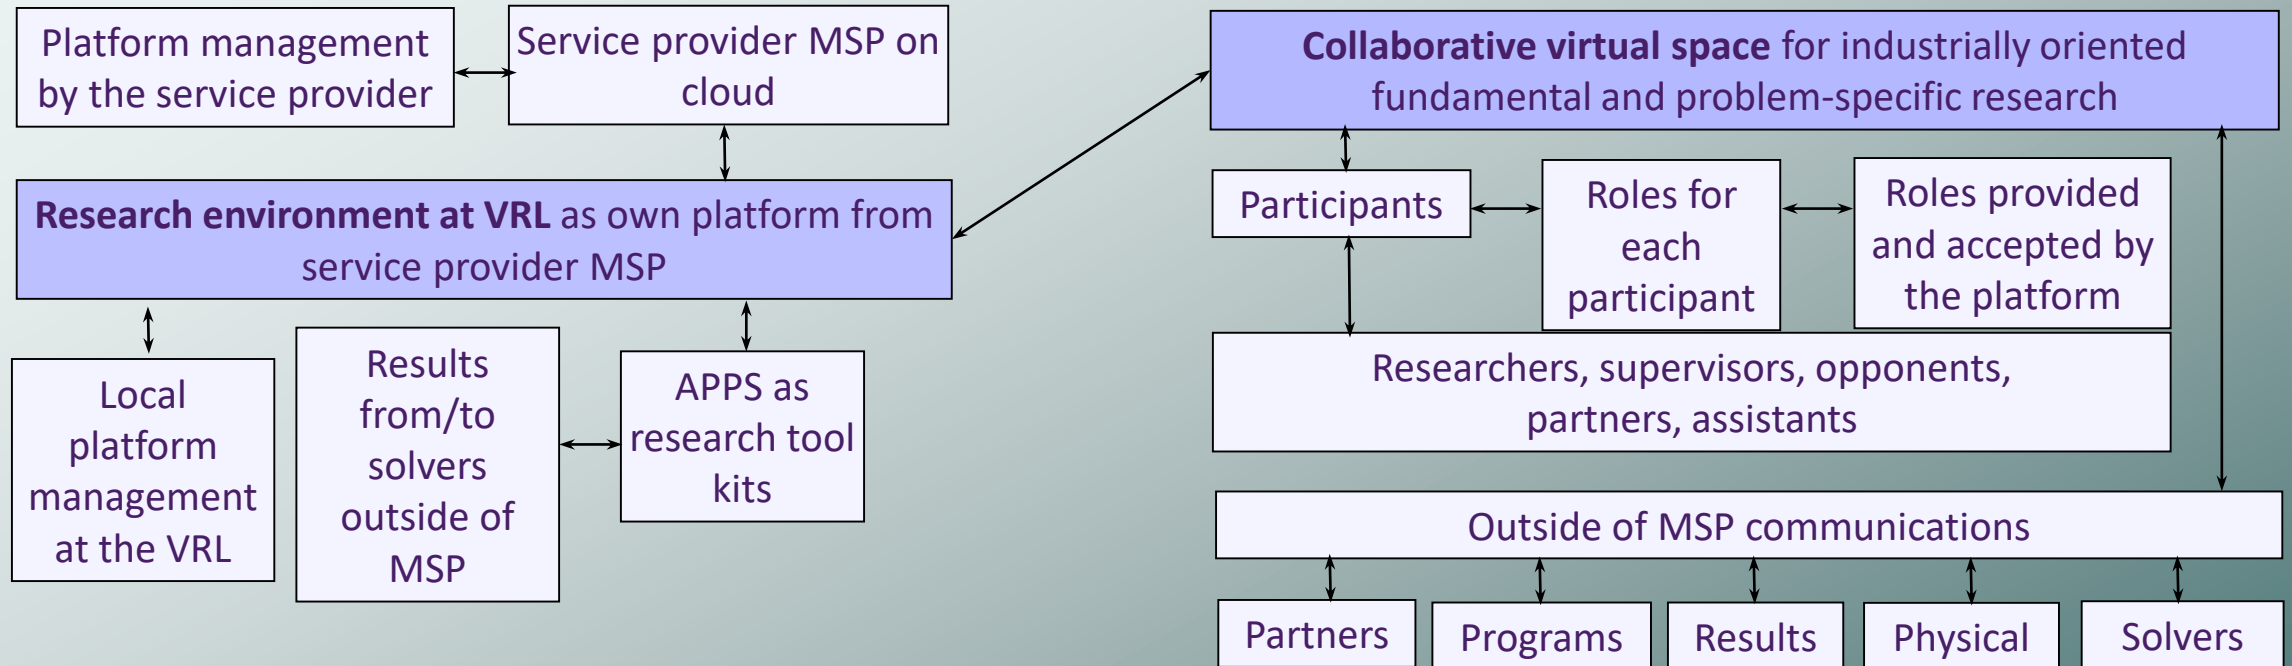 Platform management
by the service provider
Service provider MSP on
cloud
Research environment at VRL as own platform from
service provider MSP
Local
platform
management
at the VRL
Results
from/to
solvers
outside of
MSP
APPS as
research tool
kits
Collaborative virtual space for industrially oriented
fundamental and problem-specific research
Participants
Roles for
each
participant
Roles provided
and accepted by
the platform
Researchers, supervisors, opponents,
partners, assistants
Outside of MSP communications
Partners
Programs
Results
Physical
Solvers